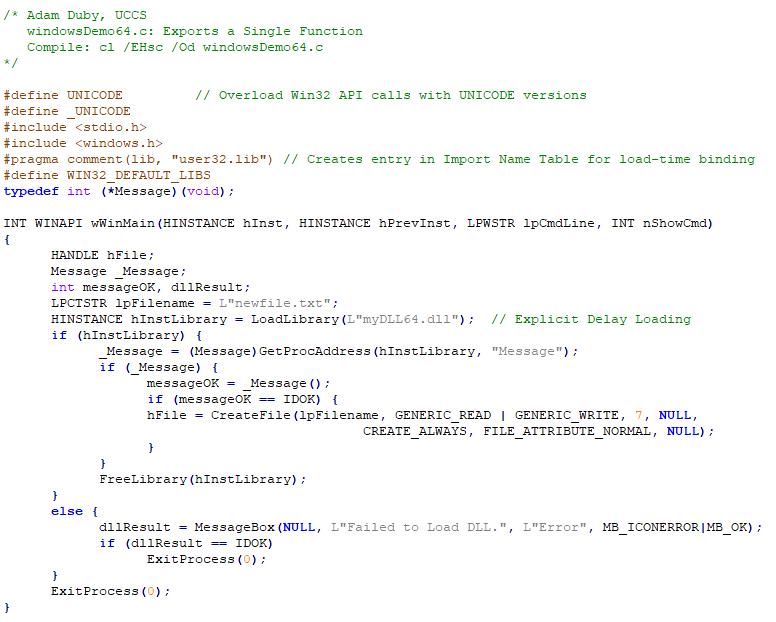 /* Adam Duby, UCCS
   windowsDemo64.c: Exports a Single Function
   Compile: cl /EHsc /Od windowsDemo64.c
*/

#define UNICODE         // Overload Win32 API calls with UNICODE versions
#define _UNICODE
#include <stdio.h>
#include <windows.h>
#pragma comment(lib, "user32.lib") // Creates entry in Import Name Table for load-time binding
#define WIN32_DEFAULT_LIBS
typedef int (*Message)(void);

INT WINAPI wWinMain(HINSTANCE hInst, HINSTANCE hPrevInst, LPWSTR lpCmdLine, INT nShowCmd)
{
      HANDLE hFile;
      Message _Message;
      int messageOK, dllResult;
      LPCTSTR lpFilename = L"newfile.txt";
      HINSTANCE hInstLibrary = LoadLibrary(L"myDLL64.dll");  // Explicit Delay Loading
      if (hInstLibrary) {
            _Message = (Message)GetProcAddress(hInstLibrary, "Message");
            if (_Message) {
                  messageOK = _Message();
                  if (messageOK == IDOK) {
                  hFile = CreateFile(lpFilename, GENERIC_READ | GENERIC_WRITE, 7, NULL,
                                             CREATE_ALWAYS, FILE_ATTRIBUTE_NORMAL, NULL);
                  }
            }
            FreeLibrary(hInstLibrary);
      }
      else {
            dllResult = MessageBox(NULL, L"Failed to Load DLL.", L"Error", MB_ICONERROR|MB_OK);
            if (dllResult == IDOK)
                  ExitProcess(0);
      }
      ExitProcess(0);
}